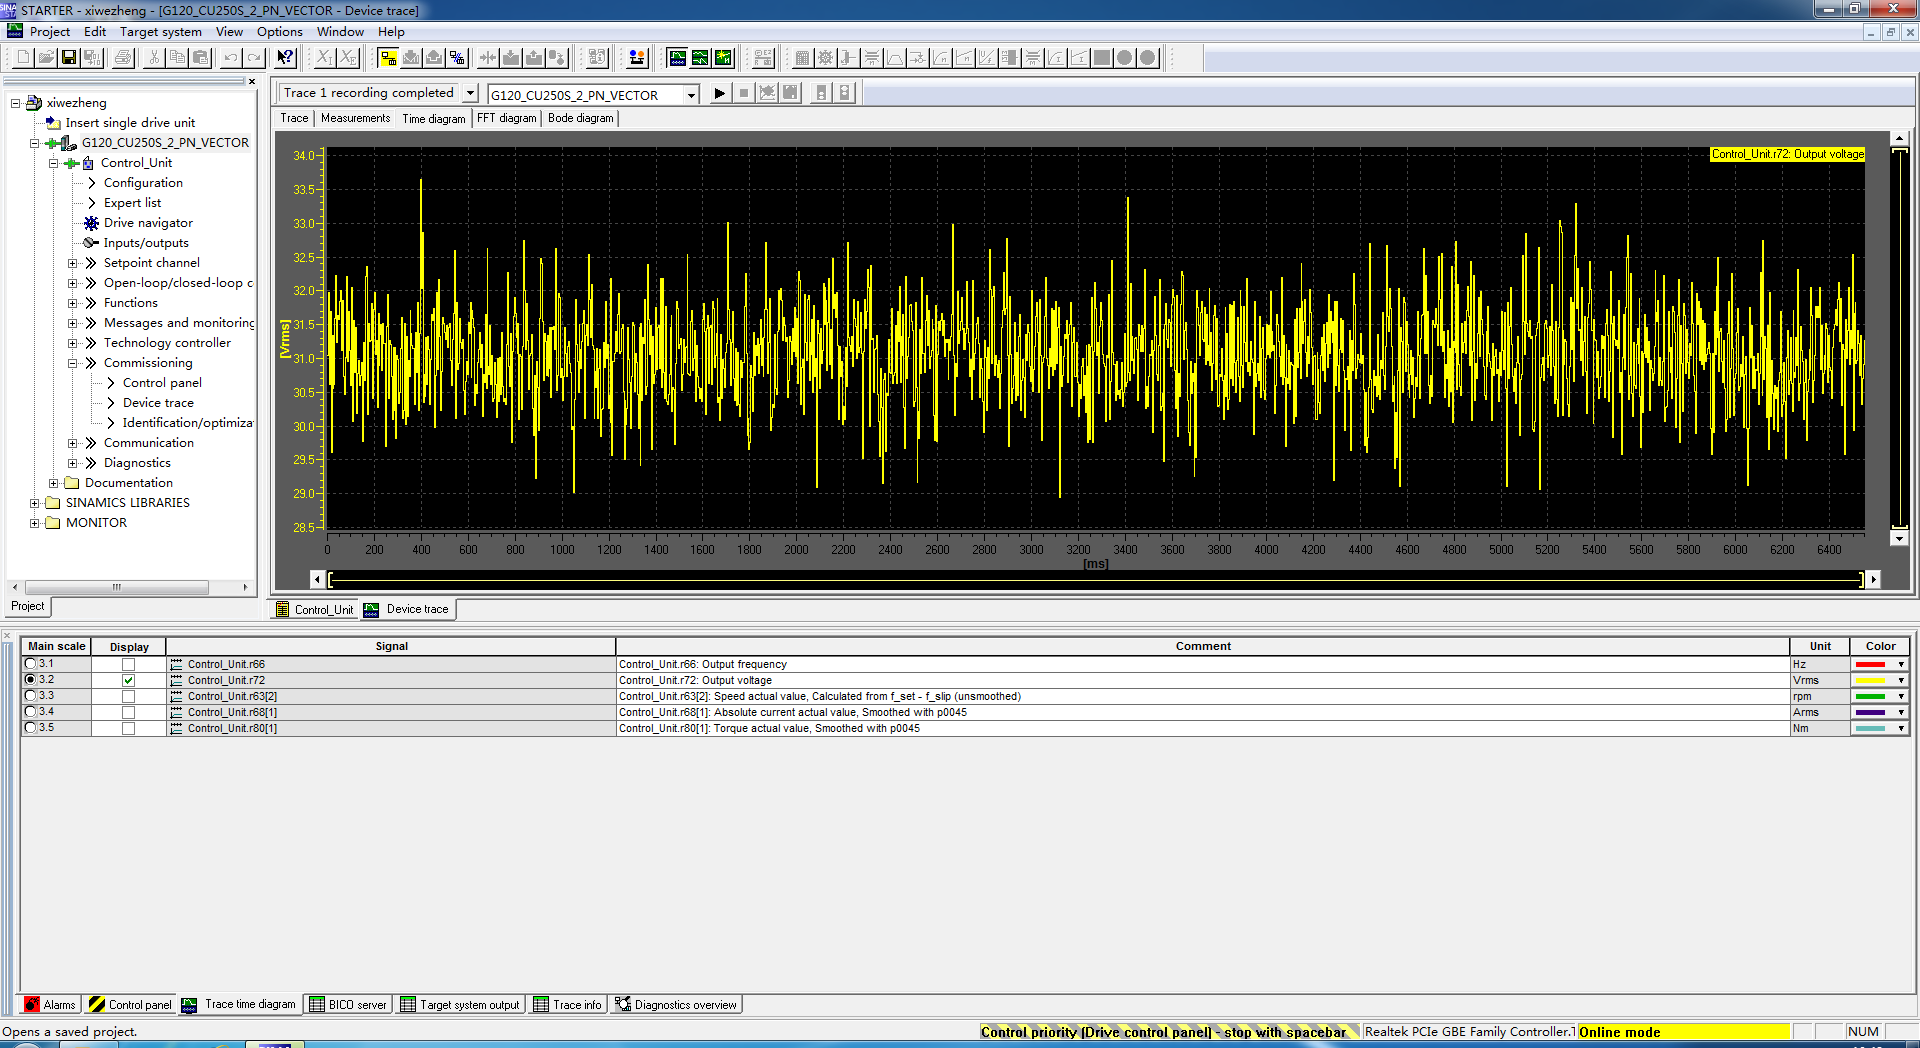 STARTER - xiwezheng - [G120_CU250S_2_PN_VECTOR - Device trace]
Project Edit Target system View Options Window Help
Trace 1 recording completed G120_CU250S_2_PN_VECTOR
Trace Measurements Time diagram FFT diagram Bode diagram
xiwezheng
Insert single drive unit
G120_CU250S_2_PN_VECTOR
Control_Unit
Configuration
Expert list
Drive navigator
Inputs/outputs
Setpoint channel
Open-loop/closed-loop c
Functions
Messages and monitoring
Technology controller
Commissioning
Control panel
Device trace
Identification/optimiza
Communication
Diagnostics
Documentation
SINAMICS LIBRARIES
MONITOR
Project
Control_Unit.r72: Output voltage
34.0
33.5
33.0
32.5
32.0
31.5
31.0
30.5
30.0
29.5
29.0
28.5
[Vrms]
0 200 400 600 800 1000 1200 1400 1600 1800 2000 2200 2400 2600 2800 3000 3200 3400 3600 3800 4000 4200 4400 4600 4800 5000 5200 5400 5600 5800 6000 6200 6400
[ms]
Control_Unit Device trace
Main scale Display Signal Comment Unit Color
3.1 Control_Unit.r66 Control_Unit.r66: Output frequency Hz
3.2 Control_Unit.r72 Control_Unit.r72: Output voltage Vrms
3.3 Control_Unit.r63[2] Control_Unit.r63[2]: Speed actual value, Calculated from f_set - f_slip (unsmoothed) rpm
3.4 Control_Unit.r68[1] Control_Unit.r68[1]: Absolute current actual value, Smoothed with p0045 Arms
3.5 Control_Unit.r80[1] Control_Unit.r80[1]: Torque actual value, Smoothed with p0045 Nm
Alarms Control panel Trace time diagram BICO server Target system output Trace info Diagnostics overview
Opens a saved project. Control priority [Drive control panel] - stop with spacebar Realtek PCIe GBE Family Controller.T Online mode NUM